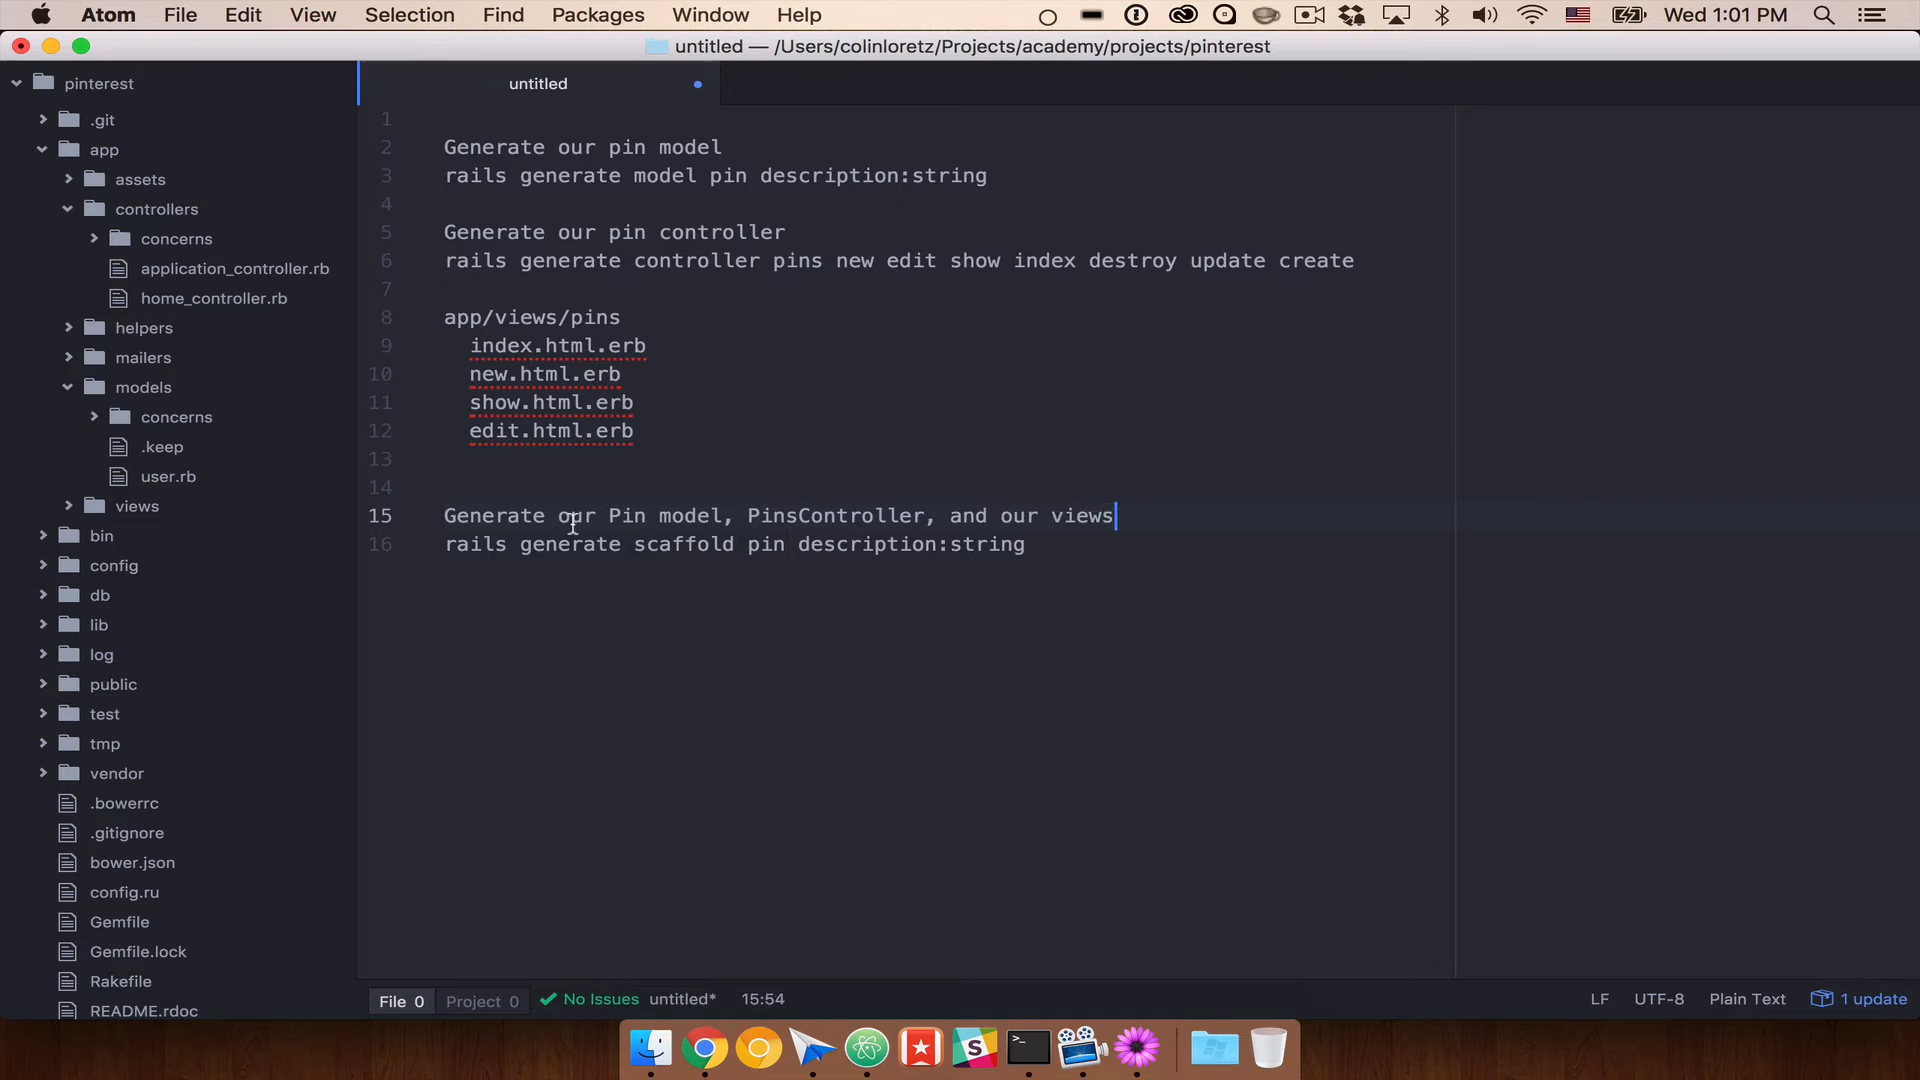 Atom File Edit View Selection Find Packages Window Help Wed 1:01 PM
untitled — /Users/colinloretz/Projects/academy/projects/pinterest
pinterest
.git
app
assets
controllers
concerns
application_controller.rb
home_controller.rb
helpers
mailers
models
concerns
.keep
user.rb
views
bin
config
db
lib
log
public
test
tmp
vendor
.bowerrc
.gitignore
bower.json
config.ru
Gemfile
Gemfile.lock
Rakefile
README.rdoc
untitled
1
2 Generate our pin model
3 rails generate model pin description:string
4
5 Generate our pin controller
6 rails generate controller pins new edit show index destroy update create
7
8 app/views/pins
9 index.html.erb
10 new.html.erb
11 show.html.erb
12 edit.html.erb
13
14
15 Generate our Pin model, PinsController, and our views
16 rails generate scaffold pin description:string
File 0 Project 0 No Issues untitled* 15:54 LF UTF-8 Plain Text 1 update